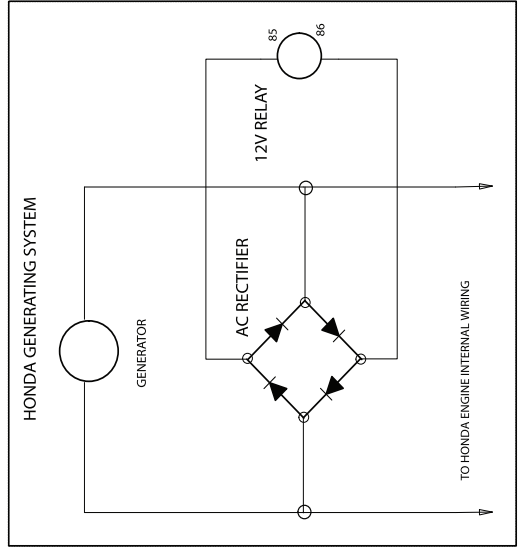 HONDA GENERATING SYSTEM
GENERATOR
AC RECTIFIER
12V RELAY
85
86
TO HONDA ENGINE INTERNAL WIRING